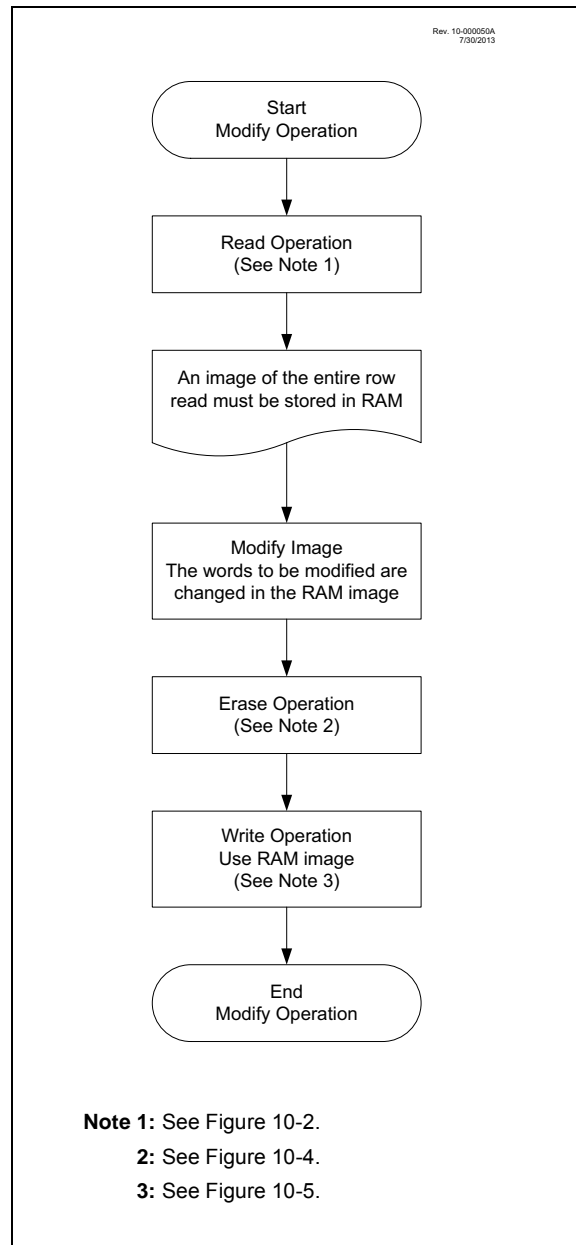 Rev. 10-000050A
7/30/2013
Start
Modify Operation
Read Operation
(See Note 1)
An image of the entire row
read must be stored in RAM
Modify Image
The words to be modified are
changed in the RAM image
Erase Operation
(See Note 2)
Write Operation
Use RAM image
(See Note 3)
End
Modify Operation
Note 1: See Figure 10-2.
2: See Figure 10-4.
3: See Figure 10-5.